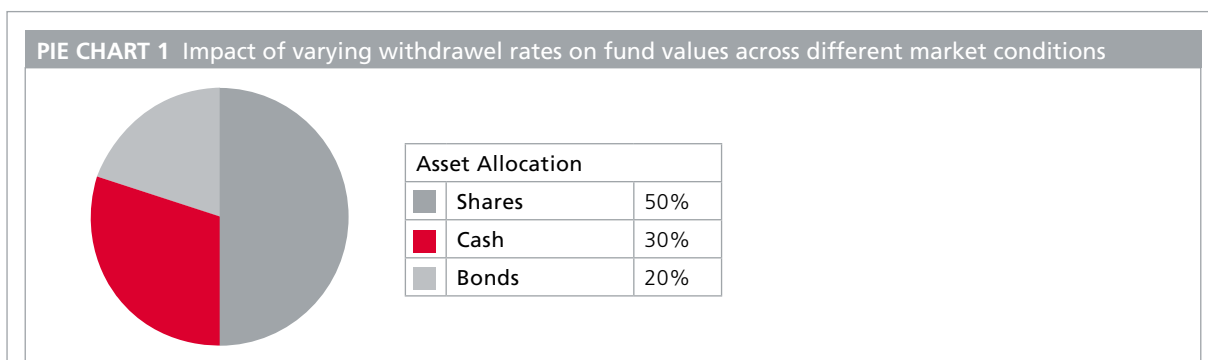 PIE CHART 1 Impact of varying withdrawel rates on fund values across different market conditions
Asset Allocation
Shares 50%
Cash 30%
Bonds 20%